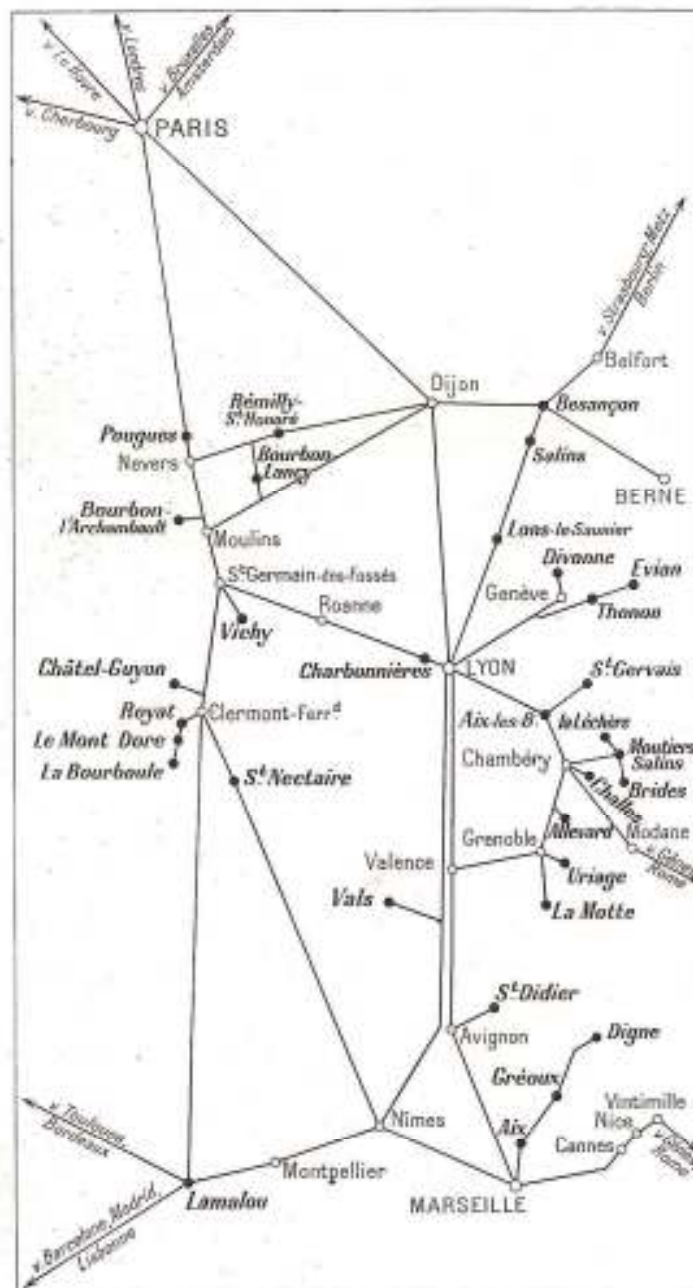 v. Le Havre
v. Londres
v. Bruxelles
Amsterdam
v. Cherbourg
PARIS
v. Strasbourg, Metz
Berlin
Belfort
Dijon
Besançon
Rémilly-
St. Honoré
Pougues
Nevers
Bourbon
Lancy
Salins
BERNE
Bourbon-
l'Archambault
Moulins
Lons-le-Saunier
Divonne
Evian
St. Germain-des-Fossés
Genève
Thonon
Roanne
Vichy
Charbonnières
LYON
Châtel-Guyon
St. Gervais
Royat
Clermont-Ferrd.
Aix-les-B.
la Léchère
Le Mont Dore
Moutiers
Salins
La Bourboule
St. Nectaire
Chambéry
Brides
Challes
Allevard
Modane
Grenoble
v. Gênes
Rome
Valence
Uriage
Vals
La Motte
St. Didier
Avignon
Digne
Gréoux
Vintimille
Nice
Nîmes
Aix
Cannes
v. Toulouse,
Bordeaux
Montpellier
Rome
Lamalou
MARSEILLE
v. Barcelone, Madrid,
Lisbonne